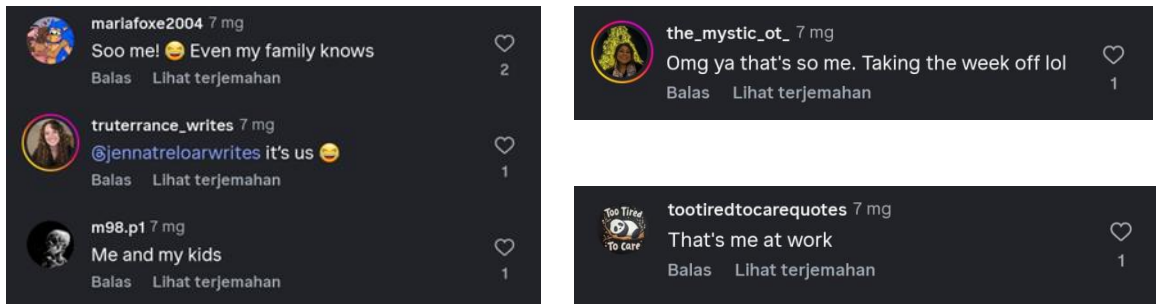 mariafoxe2004 7 mg
Soo me! 😂 Even my family knows
2
Balas Lihat terjemahan
truterrance_writes 7 mg
@jennatreloarwrites it's us 😂
1
Balas Lihat terjemahan
m98.p1 7 mg
Me and my kids
1
Balas Lihat terjemahan
the_mystic_ot_ 7 mg
Omg ya that's so me. Taking the week off lol
1
Balas Lihat terjemahan
Too Tired
To Care
tootiredtocarequotes 7 mg
That's me at work
1
Balas Lihat terjemahan